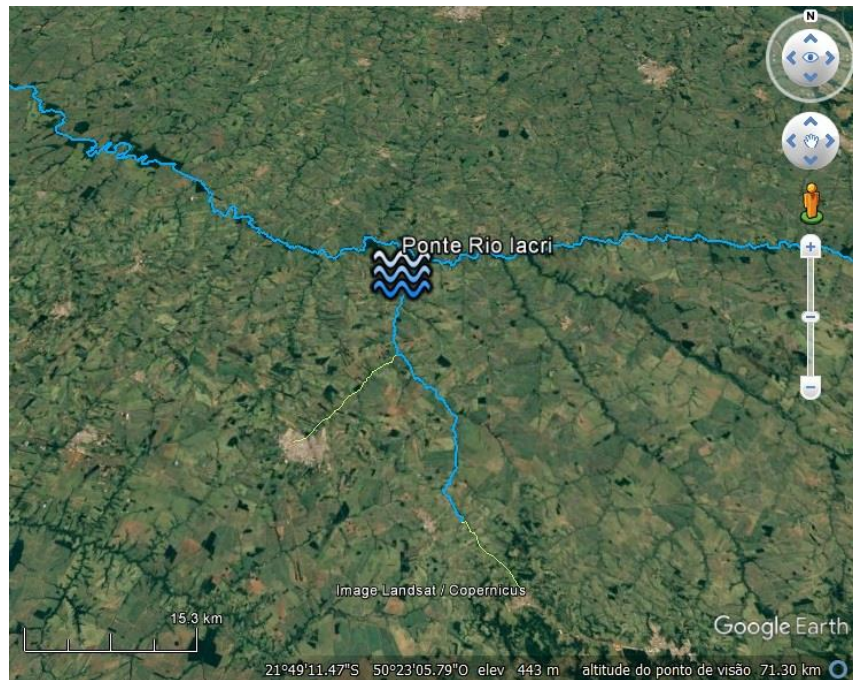 N
Ponte Rio Iacri
Image Landsat / Copernicus
15.3 km
Google Earth
21°49'11.47"S 50°23'05.79"O elev 443 m altitude do ponto de visão 71.30 km